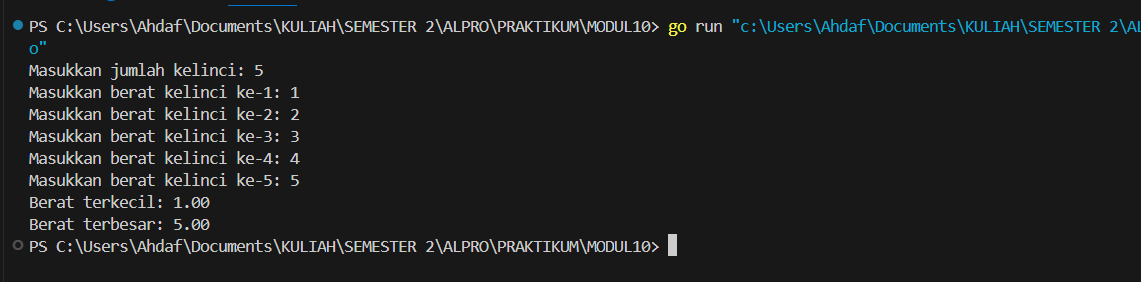 PS C:\Users\Ahdaf\Documents\KULIAH\SEMESTER 2\ALPRO\PRAKTIKUM\MODUL10> go run "c:\Users\Ahdaf\Documents\KULIAH\SEMESTER 2\AL
o"
Masukkan jumlah kelinci: 5
Masukkan berat kelinci ke-1: 1
Masukkan berat kelinci ke-2: 2
Masukkan berat kelinci ke-3: 3
Masukkan berat kelinci ke-4: 4
Masukkan berat kelinci ke-5: 5
Berat terkecil: 1.00
Berat terbesar: 5.00
PS C:\Users\Ahdaf\Documents\KULIAH\SEMESTER 2\ALPRO\PRAKTIKUM\MODUL10>